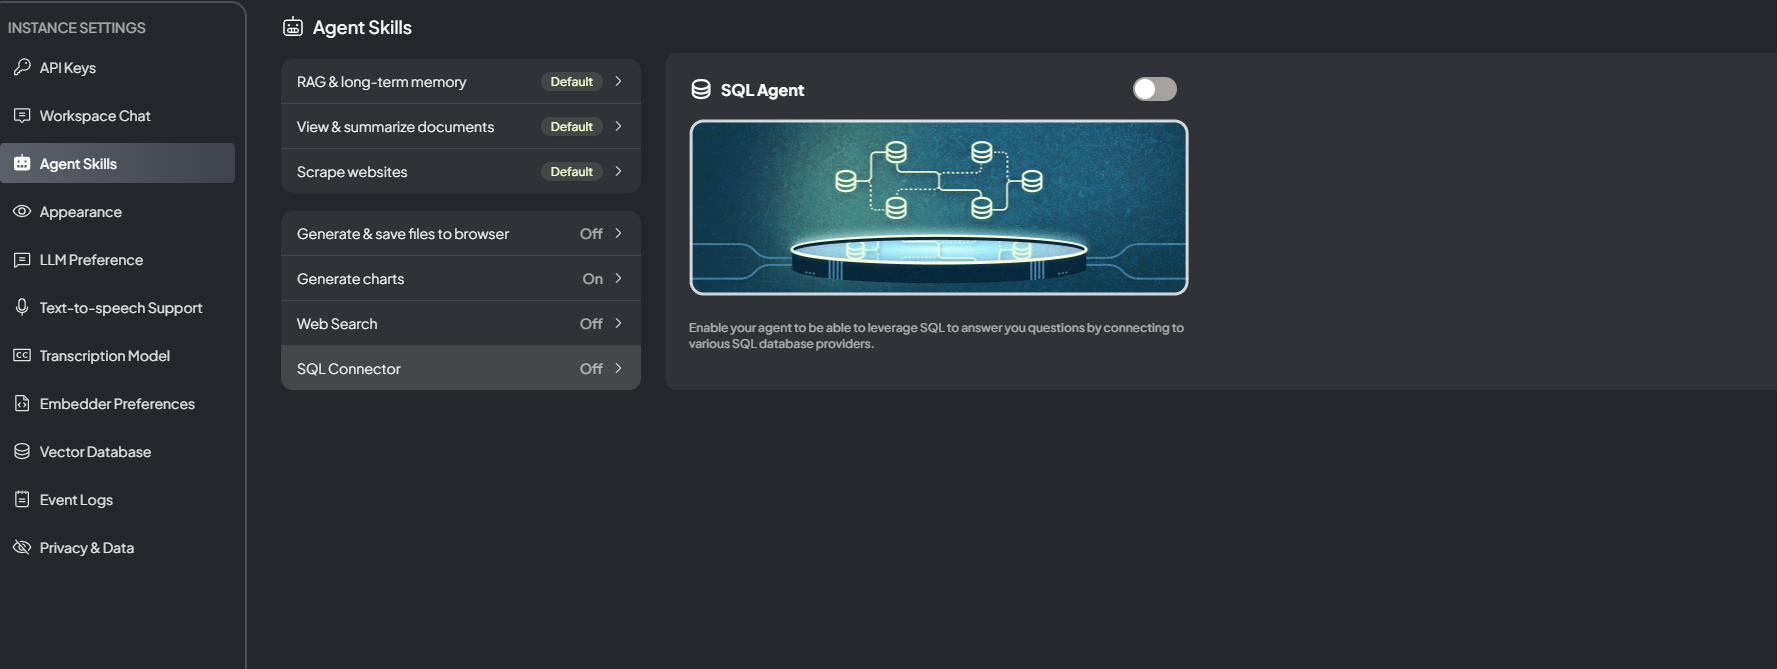 INSTANCE SETTINGS
API Keys
Workspace Chat
Agent Skills
Appearance
LLM Preference
Text-to-speech Support
Transcription Model
Embedder Preferences
Vector Database
Event Logs
Privacy & Data
Agent Skills
RAG & long-term memory Default
View & summarize documents Default
Scrape websites Default
Generate & save files to browser Off
Generate charts On
Web Search Off
SQL Connector Off
SQL Agent
Enable your agent to be able to leverage SQL to answer you questions by connecting to
various SQL database providers.